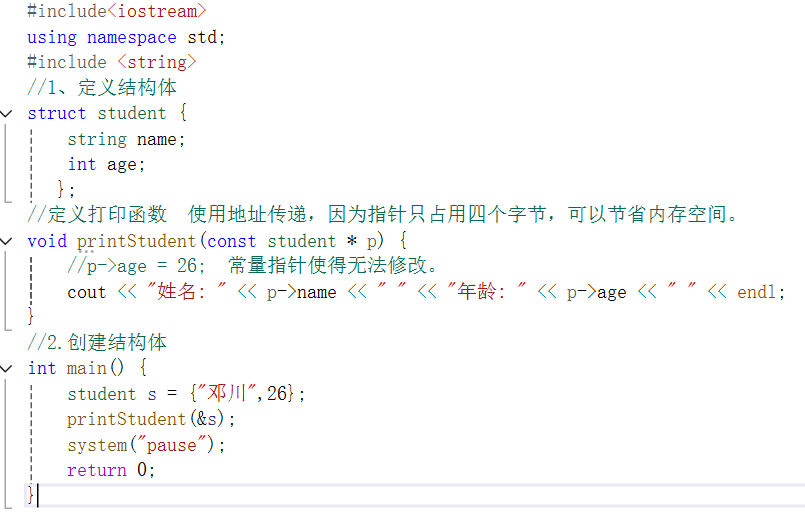 #include<iostream>
using namespace std;
#include <string>
//1、定义结构体
struct student {
string name;
int age;
};
//定义打印函数  使用地址传递，因为指针只占用四个字节，可以节省内存空间。
void printStudent(const student * p) {
//p->age = 26;  常量指针使得无法修改。
cout << "姓名: " << p->name << " " << "年龄: " << p->age << " " << endl;
}
//2.创建结构体
int main() {
student s = {"邓川",26};
printStudent(&s);
system("pause");
return 0;
}